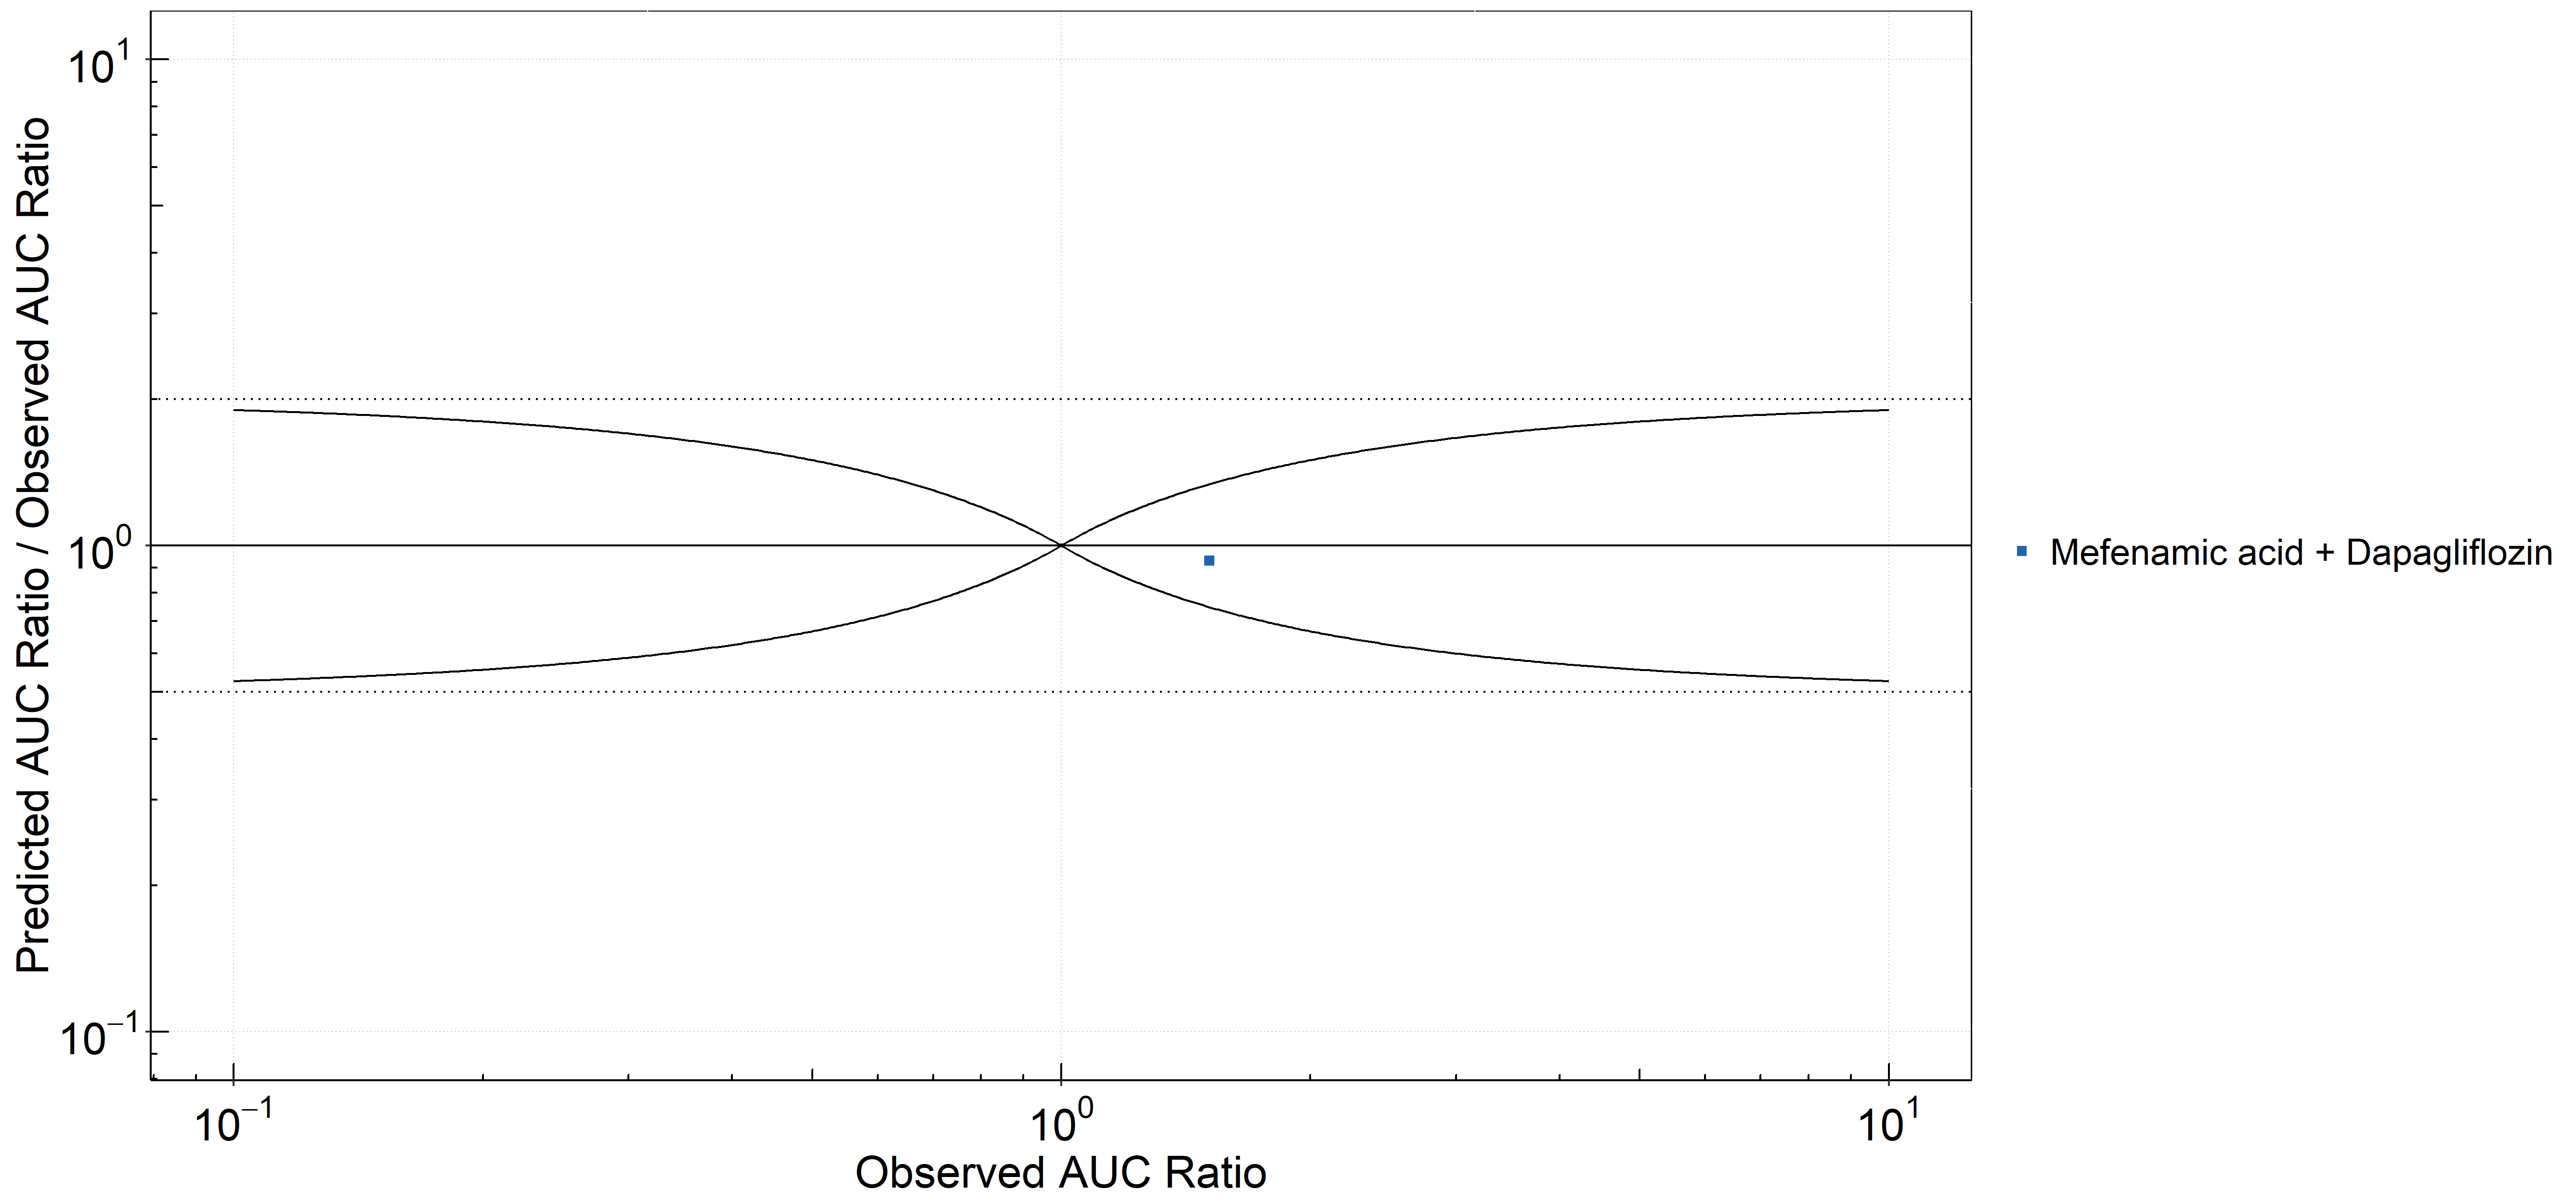 Predicted AUC Ratio / Observed AUC Ratio
10¹
10⁰
10⁻¹
10⁻¹
10⁰
10¹
Observed AUC Ratio
Mefenamic acid + Dapagliflozin